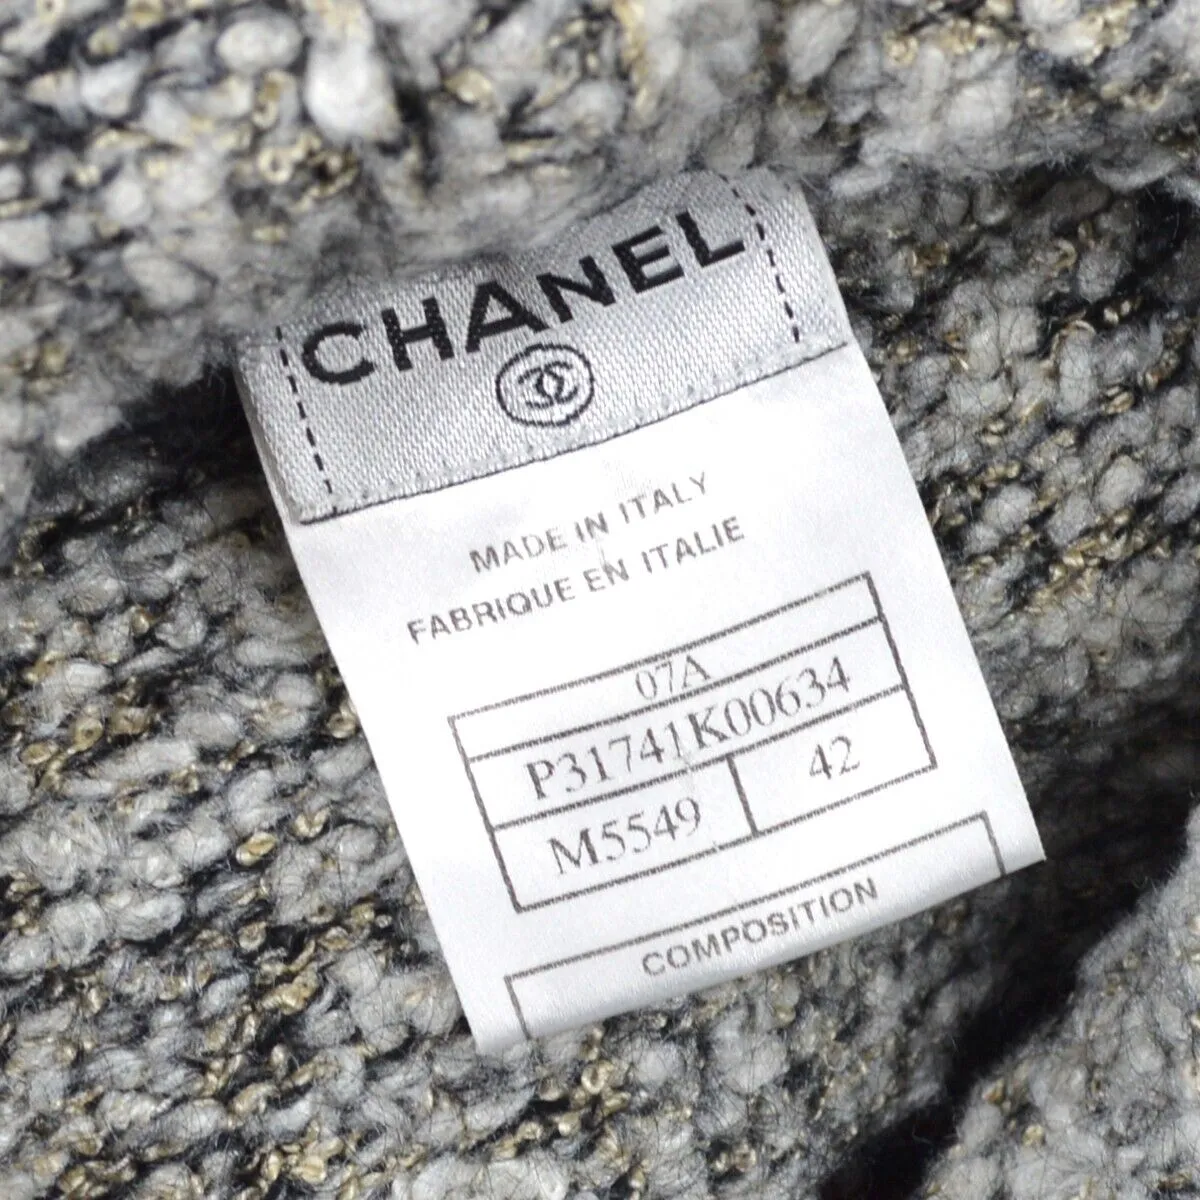 CHANEL
MADE IN ITALY
FABRIQUE EN ITALIE
07A
P31741K00634
M5549 42
COMPOSITION